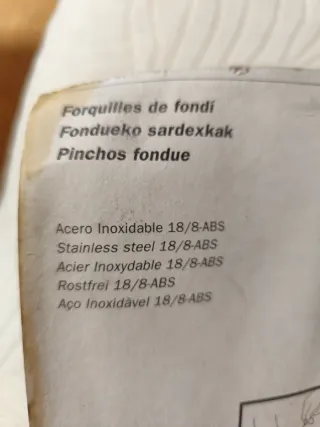 Forquilles de fondi
Fondueko sardexkak
Pinchos fondue
Acero Inoxidable 18/8-ABS
Stainless steel 18/8-ABS
Acier Inoxydable 18/8-ABS
Rostfrei 18/8-ABS
Aço Inoxidàvel 18/8-ABS